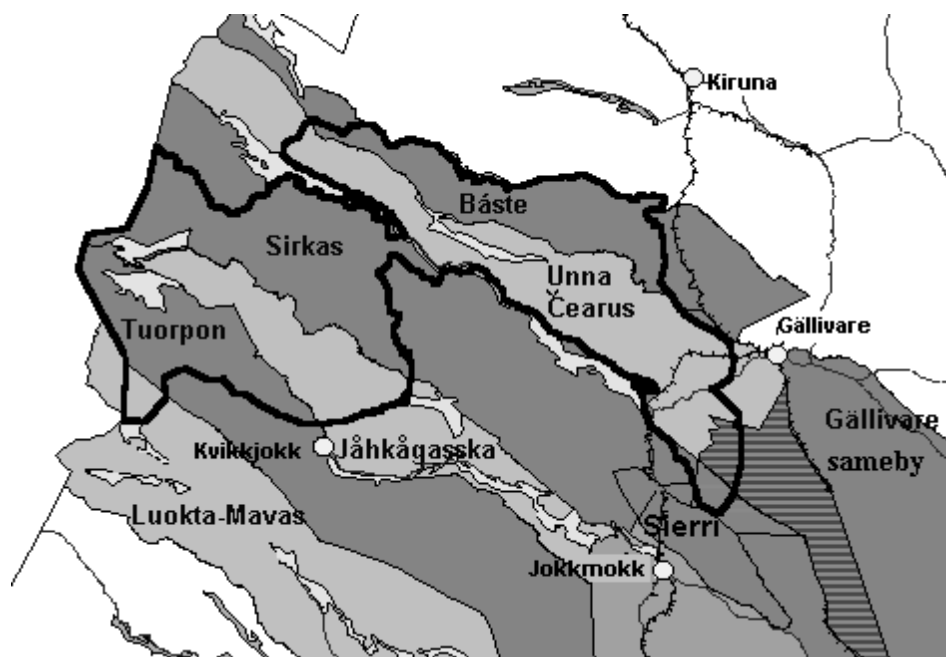 Kiruna
Báste
Sirkas
Unna
Čearus
Tuorpon
Gällivare
Gällivare
sameby
Kvikkjokk
Jåhkågasska
Luokta-Mavas
Sierri
Jokkmokk